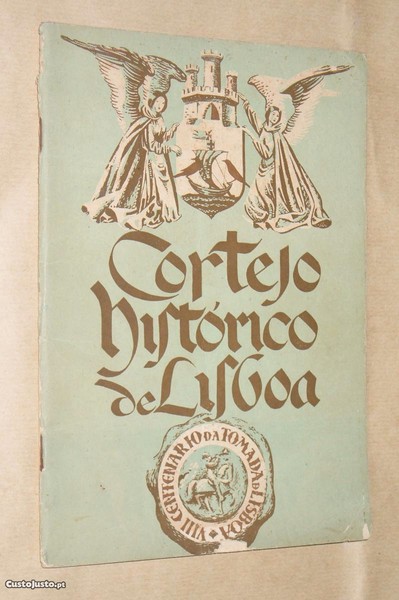 Cortejo
Histórico
de Lisboa
VIII CENTENARIO DA TOMADA DE LISBOA
CustoJusto.pt